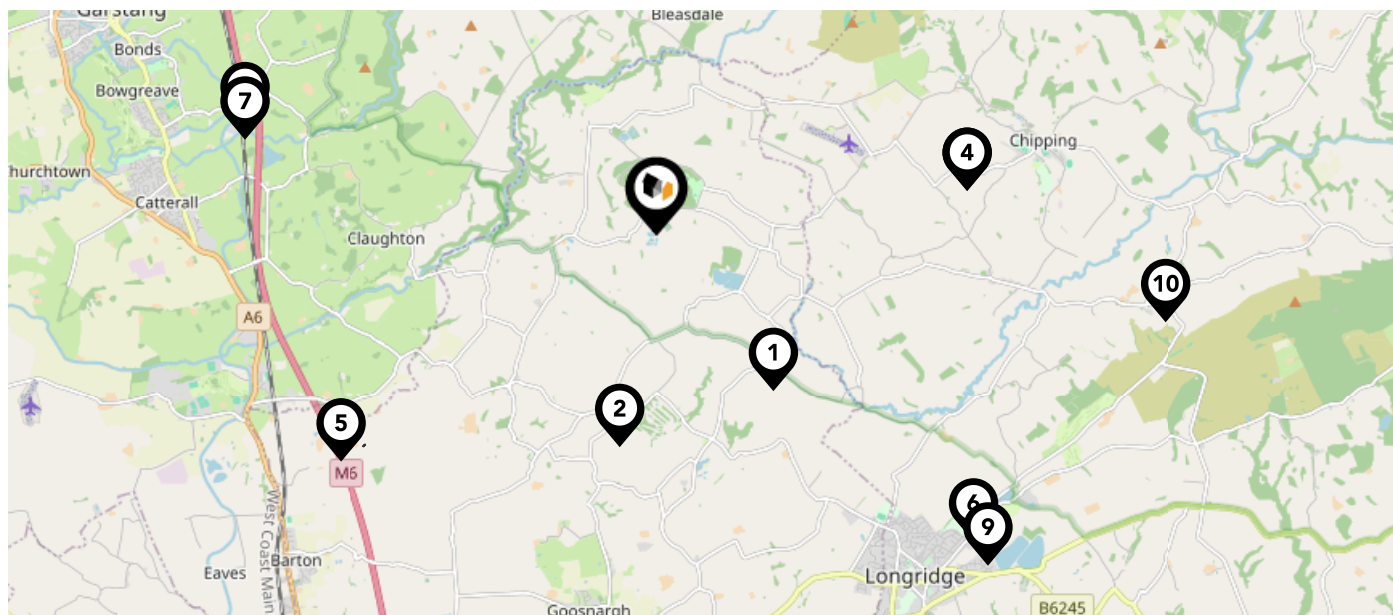 Garstang
Bleasdale
Bonds
Bowgreave
7
4
Chipping
hurchtown
Catterall
Claughton
10
A6
1
2
5
M6
6
9
West Coast Main
Barton
Eaves
Longridge
Goosnargh
B6245